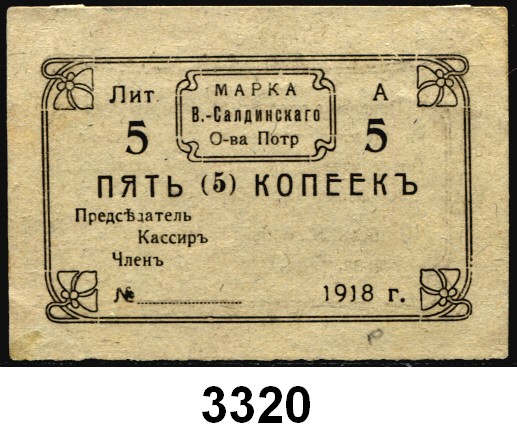 Лит
МАРКА
А
5
В.-Салдинскаго
5
О-ва Потр
ПЯТЬ (5) КОПЕЕКЪ
Предсѣдатель
Кассиръ
Членъ
№
1918 г.
P
3320